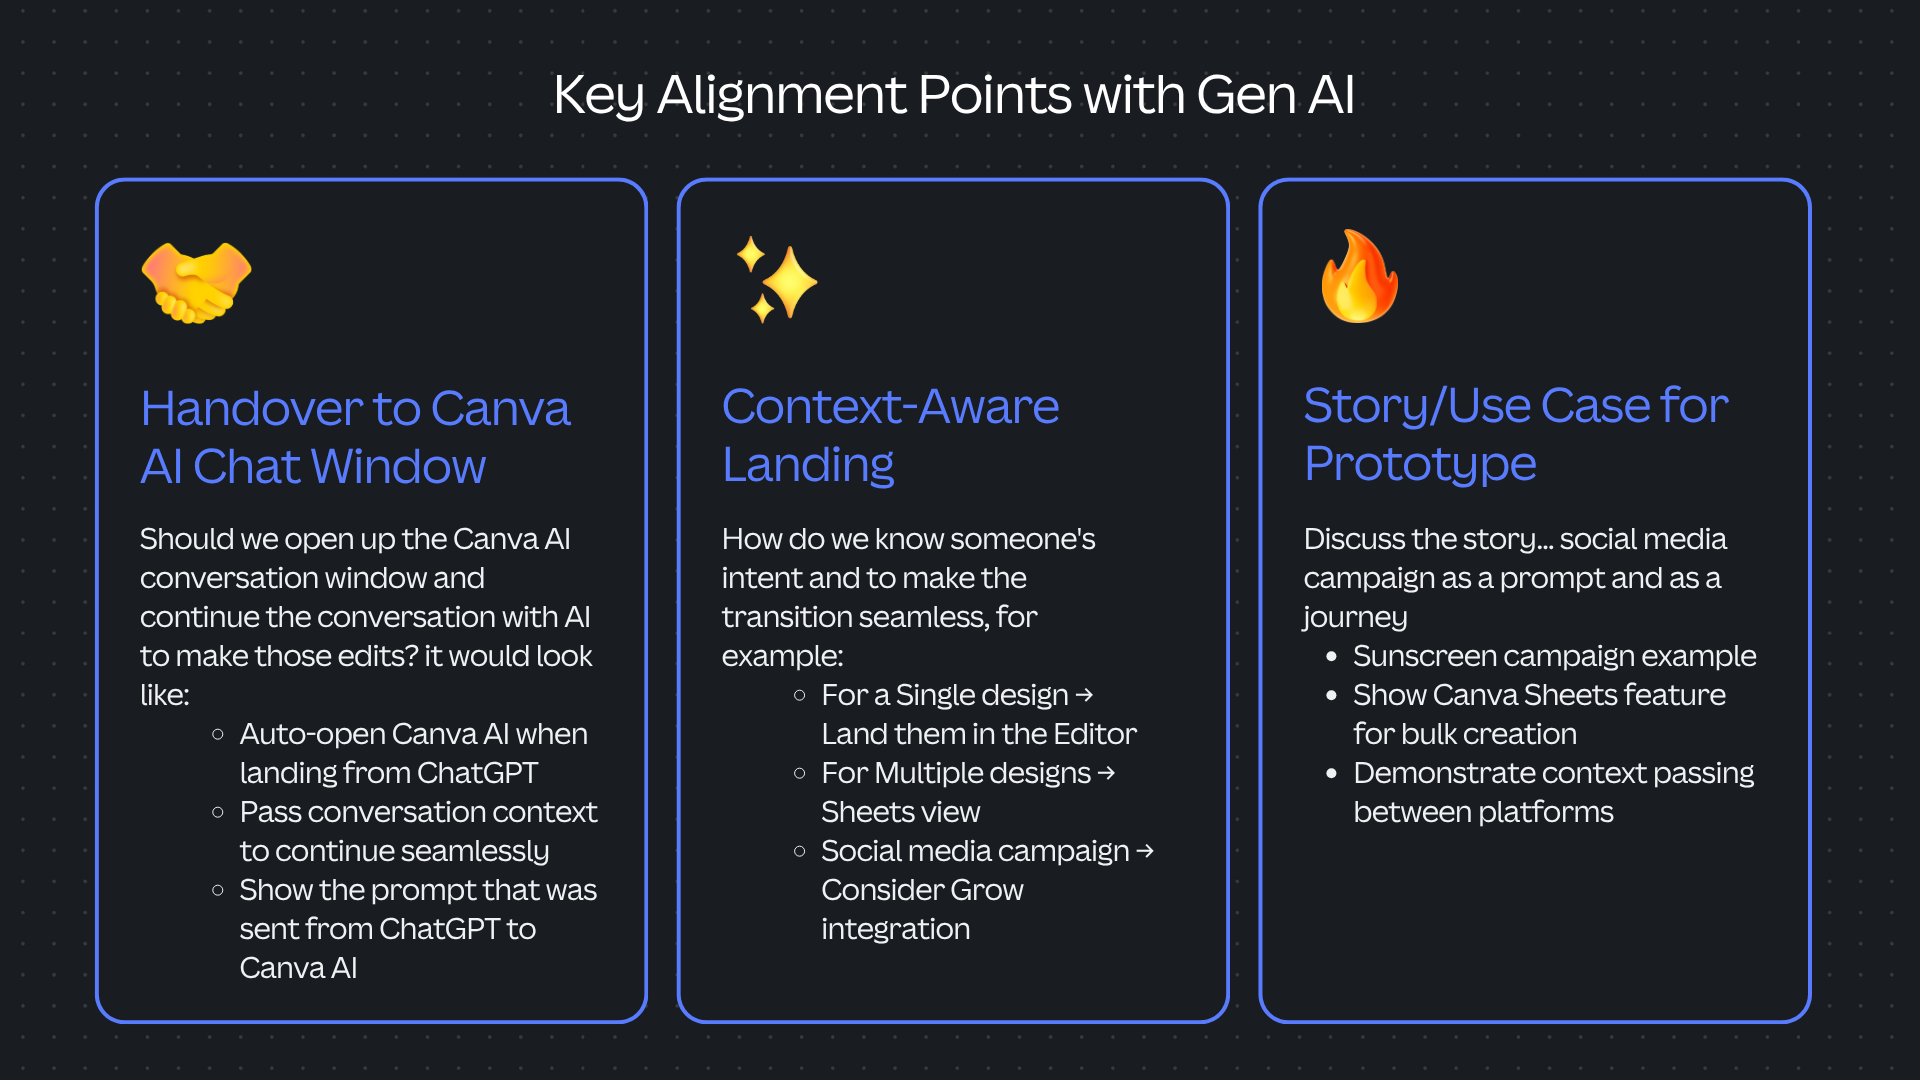 Key Alignment Points with Gen AI
Handover to Canva
AI Chat Window
Should we open up the Canva AI
conversation window and
continue the conversation with AI
to make those edits? it would look
like:
Auto-open Canva AI when
landing from ChatGPT
Pass conversation context
to continue seamlessly
Show the prompt that was
sent from ChatGPT to
Canva AI
Context-Aware
Landing
How do we know someone's
intent and to make the
transition seamless, for
example:
For a Single design →
Land them in the Editor
For Multiple designs →
Sheets view
Social media campaign →
Consider Grow
integration
Story/Use Case for
Prototype
Discuss the story... social media
campaign as a prompt and as a
journey
Sunscreen campaign example
Show Canva Sheets feature
for bulk creation
Demonstrate context passing
between platforms